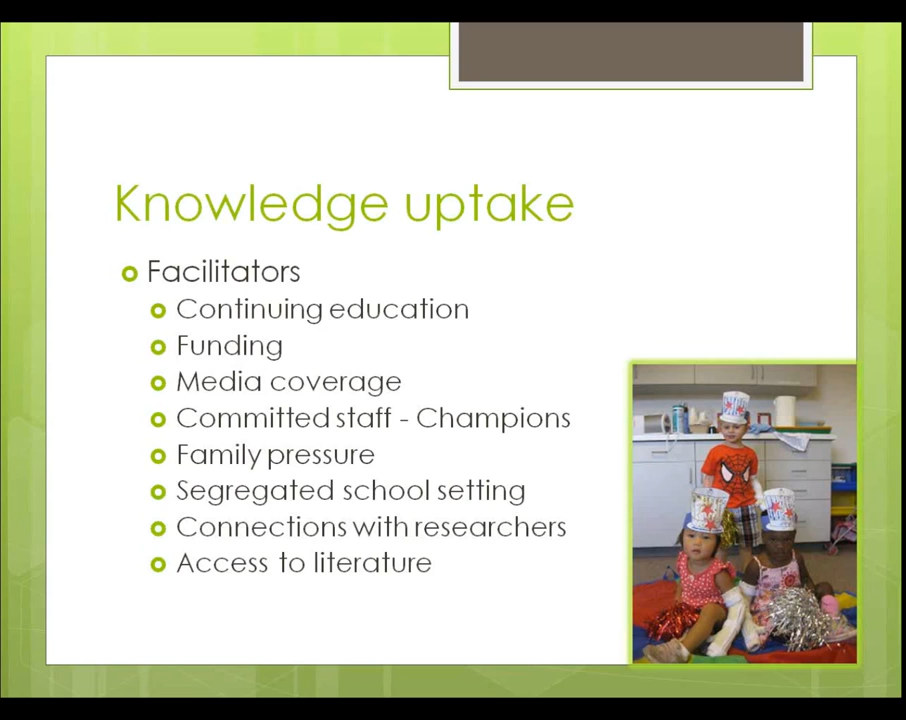 Knowledge uptake
Facilitators
Continuing education
Funding
Media coverage
Committed staff - Champions
Family pressure
Segregated school setting
Connections with researchers
Access to literature